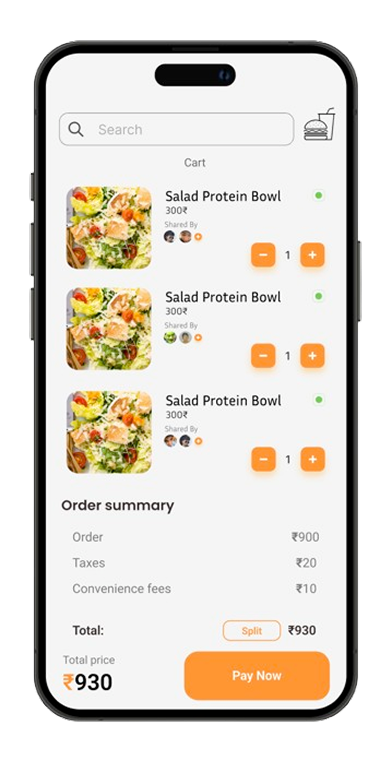 Search
Cart
Salad Protein Bowl
300₹
Shared By
1
Salad Protein Bowl
300₹
Shared By
1
Salad Protein Bowl
300₹
Shared By
1
Order summary
Order ₹900
Taxes ₹20
Convenience fees ₹10
Total: Split ₹930
Total price
₹930
Pay Now